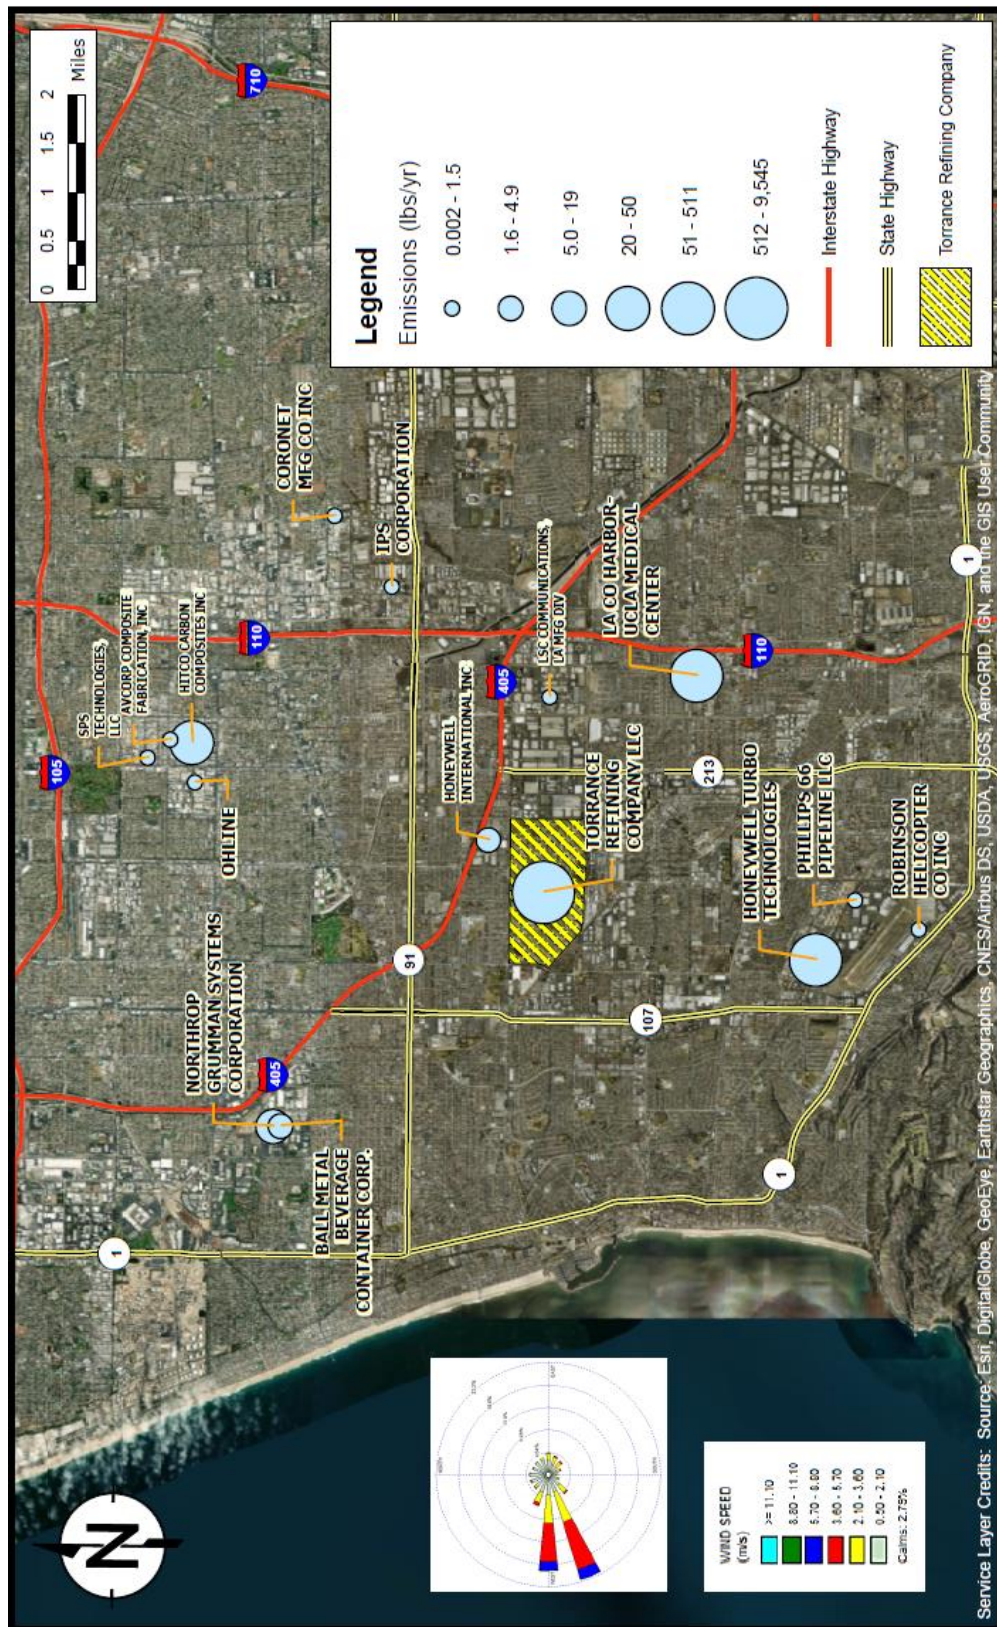 0 0.5 1 1.5 2
Miles
710
105
SPS
TECHNOLOGIES,
LLC
AVCORP COMPOSITE
FABRICATION, INC
HITCO CARBON
COMPOSITES INC
110
OHLINE
CORONET
MFG CO INC
IPS
CORPORATION
NORTHROP
GRUMMAN SYSTEMS
CORPORATION
405
BALL METAL
BEVERAGE
CONTAINER CORP.
1
91
HONEYWELL
INTERNATIONAL INC
405
LSC COMMUNICATIONS,
LA MFG DIV
LA CO HARBOR-
UCLA MEDICAL
CENTER
TORRANCE
REFINING
COMPANY LLC
110
213
107
HONEYWELL TURBO
TECHNOLOGIES
PHILLIPS 66
PIPELINE LLC
ROBINSON
HELICOPTER
CO INC
1
1
N
Legend
Emissions (lbs/yr)
0.002 - 1.5
1.6 - 4.9
5.0 - 19
20 - 50
51 - 511
512 - 9,545
Interstate Highway
State Highway
Torrance Refining Company
WIND SPEED
(m/s)
>= 11.10
8.80 - 11.10
5.70 - 8.80
3.60 - 5.70
2.10 - 3.60
0.50 - 2.10
Calms: 2.75%
Service Layer Credits: Source: Esri, DigitalGlobe, GeoEye, Earthstar Geographics, CNES/Airbus DS, USDA, USGS, AeroGRID, IGN, and the GIS User Community